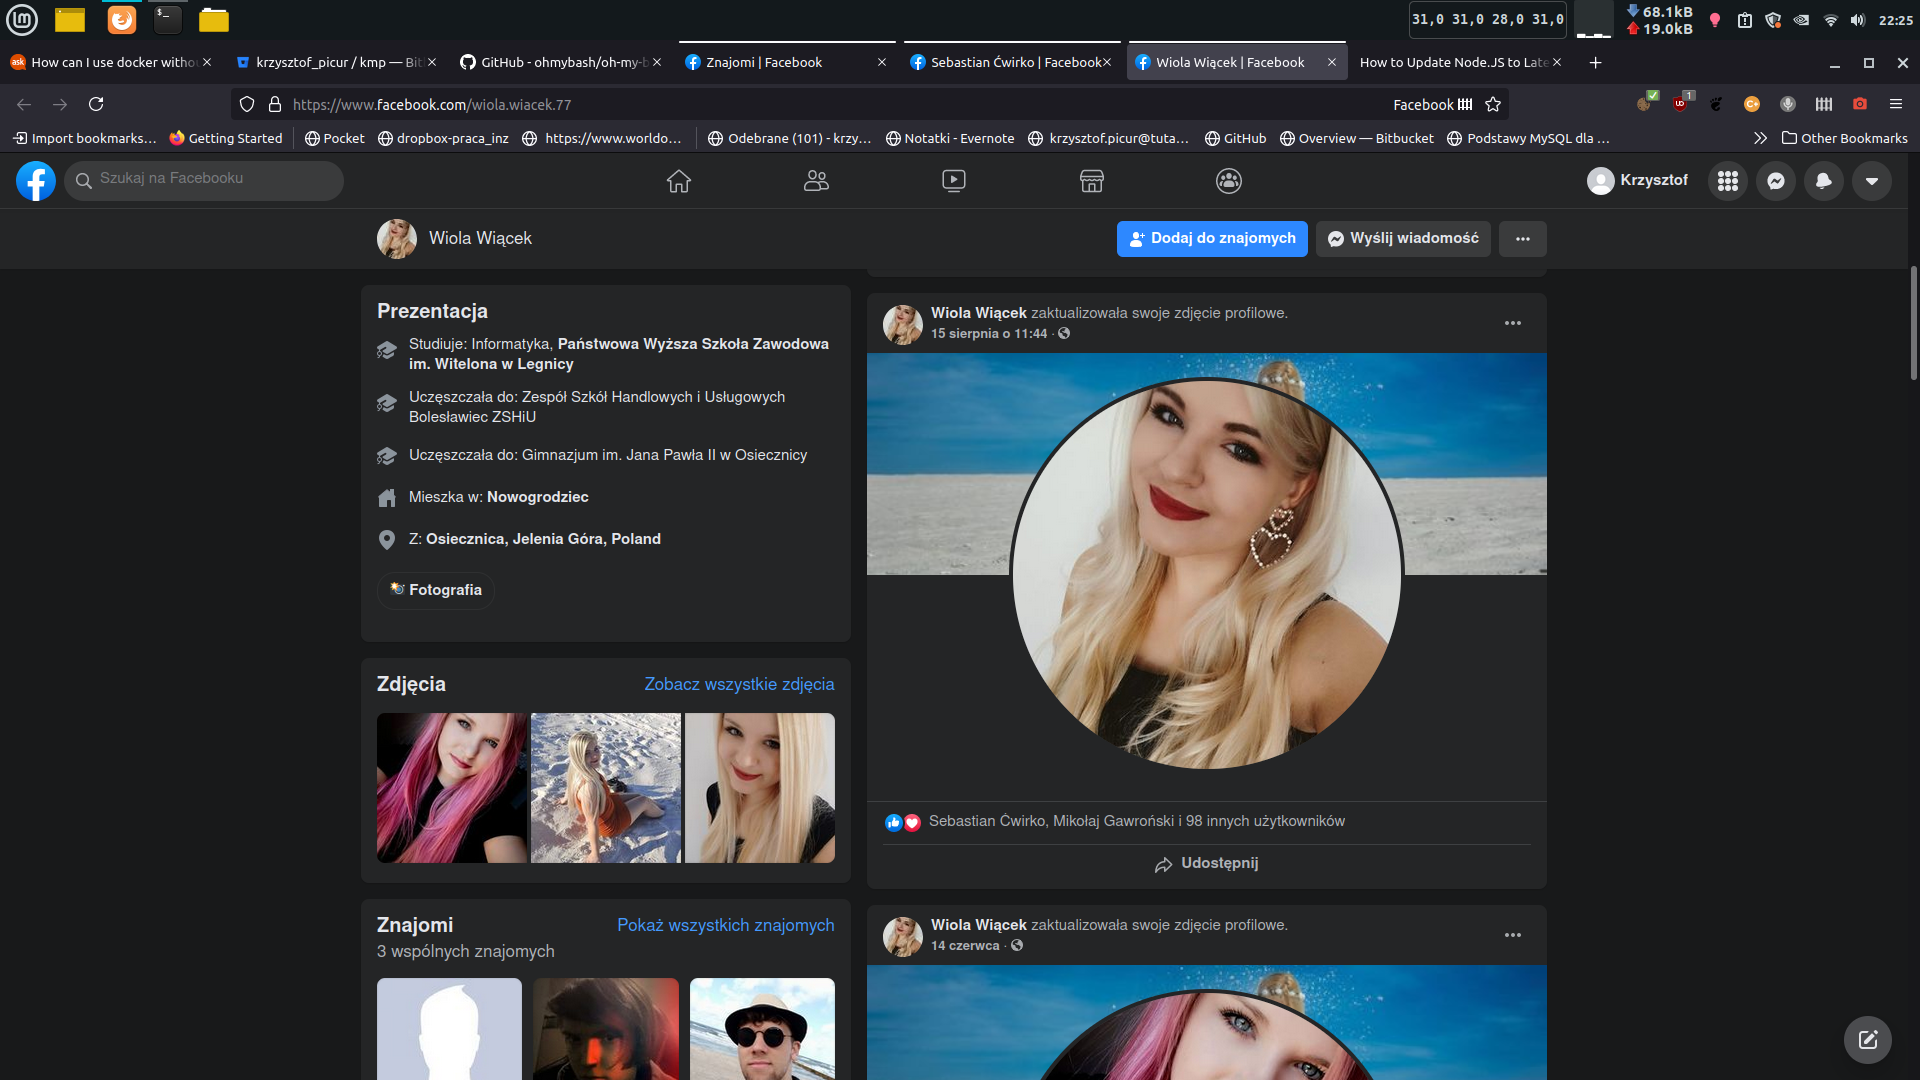 31,0 31,0 28,0 31,0
68.1kB
19.0kB
22:25
How can I use docker withou
krzysztof_picur / kmp — Bit
GitHub - ohmybash/oh-my-b
Znajomi | Facebook
Sebastian Ćwirko | Facebook
Wiola Wiącek | Facebook
How to Update Node.JS to Late
https://www.facebook.com/wiola.wiacek.77
Facebook
1
Import bookmarks...
Getting Started
Pocket
dropbox-praca_inz
https://www.worldo...
Odebrane (101) - krzy...
Notatki - Evernote
krzysztof.picur@tuta...
GitHub
Overview — Bitbucket
Podstawy MySQL dla ...
Other Bookmarks
Szukaj na Facebooku
Krzysztof
Wiola Wiącek
Dodaj do znajomych
Wyślij wiadomość
Prezentacja
Studiuje: Informatyka, Państwowa Wyższa Szkoła Zawodowa
im. Witelona w Legnicy
Uczęszczała do: Zespół Szkół Handlowych i Usługowych
Bolesławiec ZSHiU
Uczęszczała do: Gimnazjum im. Jana Pawła II w Osiecznicy
Mieszka w: Nowogrodziec
Z: Osiecznica, Jelenia Góra, Poland
Fotografia
Zdjęcia
Zobacz wszystkie zdjęcia
Znajomi
Pokaż wszystkich znajomych
3 wspólnych znajomych
Wiola Wiącek zaktualizowała swoje zdjęcie profilowe.
15 sierpnia o 11:44 ·
Sebastian Ćwirko, Mikołaj Gawroński i 98 innych użytkowników
Udostępnij
Wiola Wiącek zaktualizowała swoje zdjęcie profilowe.
14 czerwca ·